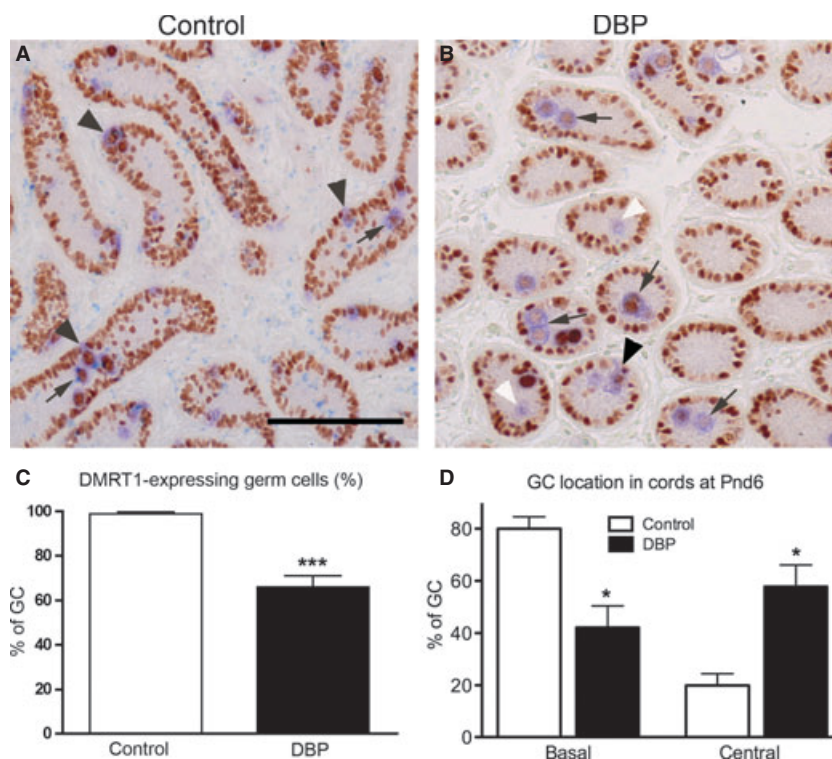 Control
DBP
A
B
C
DMRT1-expressing germ cells (%)
100
80
60
40
20
0
% of GC
***
Control
DBP
D
GC location in cords at Pnd6
80
60
40
20
0
% of GC
Control
DBP
*
*
Basal
Central